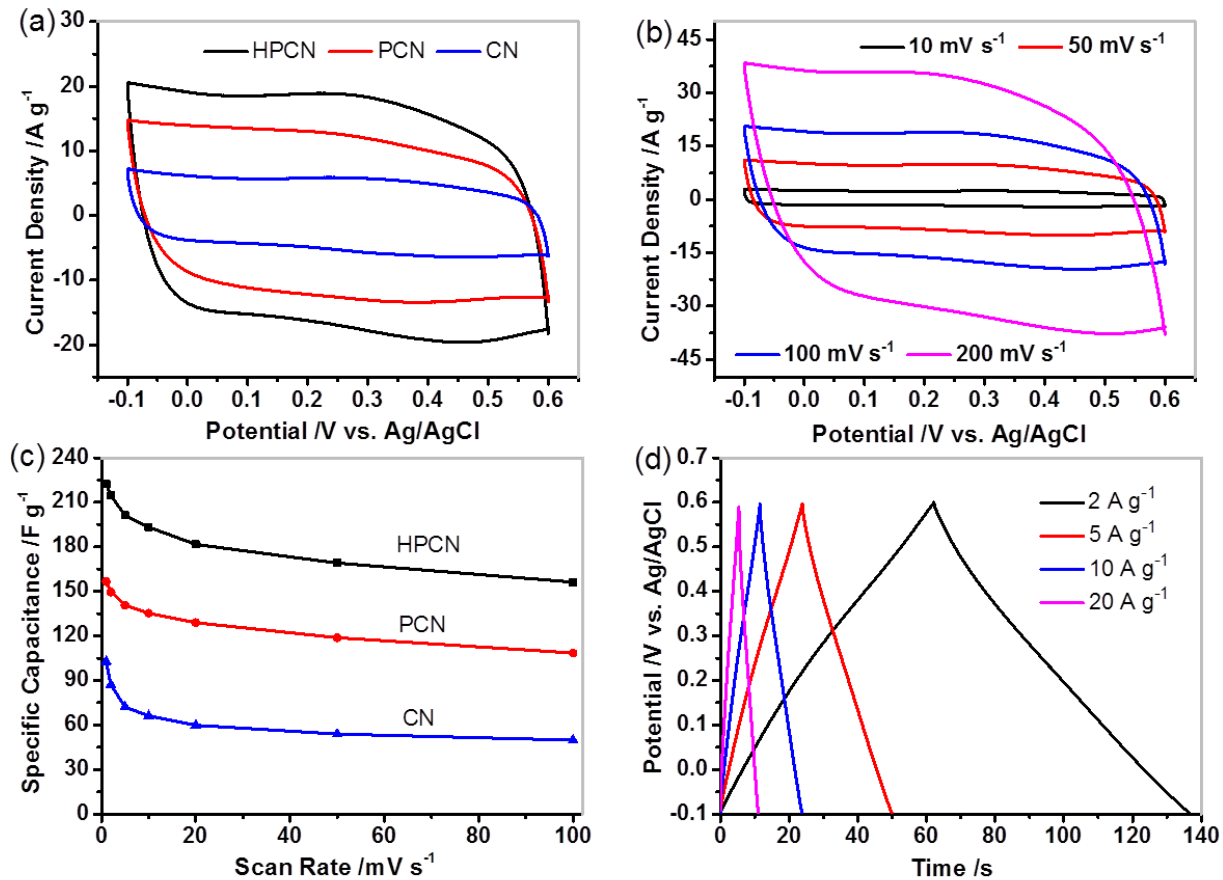 (a)
30
20
10
0
-10
-20
Current Density /A g⁻¹
HPCN PCN CN
-0.1 0.0 0.1 0.2 0.3 0.4 0.5 0.6
Potential /V vs. Ag/AgCl
(b)
45
30
15
0
-15
-30
-45
Current Density /A g⁻¹
10 mV s⁻¹ 50 mV s⁻¹
100 mV s⁻¹ 200 mV s⁻¹
-0.1 0.0 0.1 0.2 0.3 0.4 0.5 0.6
Potential /V vs. Ag/AgCl
(c)
240
210
180
150
120
90
60
30
0
Specific Capacitance /F g⁻¹
HPCN
PCN
CN
0 20 40 60 80 100
Scan Rate /mV s⁻¹
(d)
0.7
0.6
0.5
0.4
0.3
0.2
0.1
0.0
-0.1
Potential /V vs. Ag/AgCl
2 A g⁻¹
5 A g⁻¹
10 A g⁻¹
20 A g⁻¹
0 20 40 60 80 100 120 140
Time /s